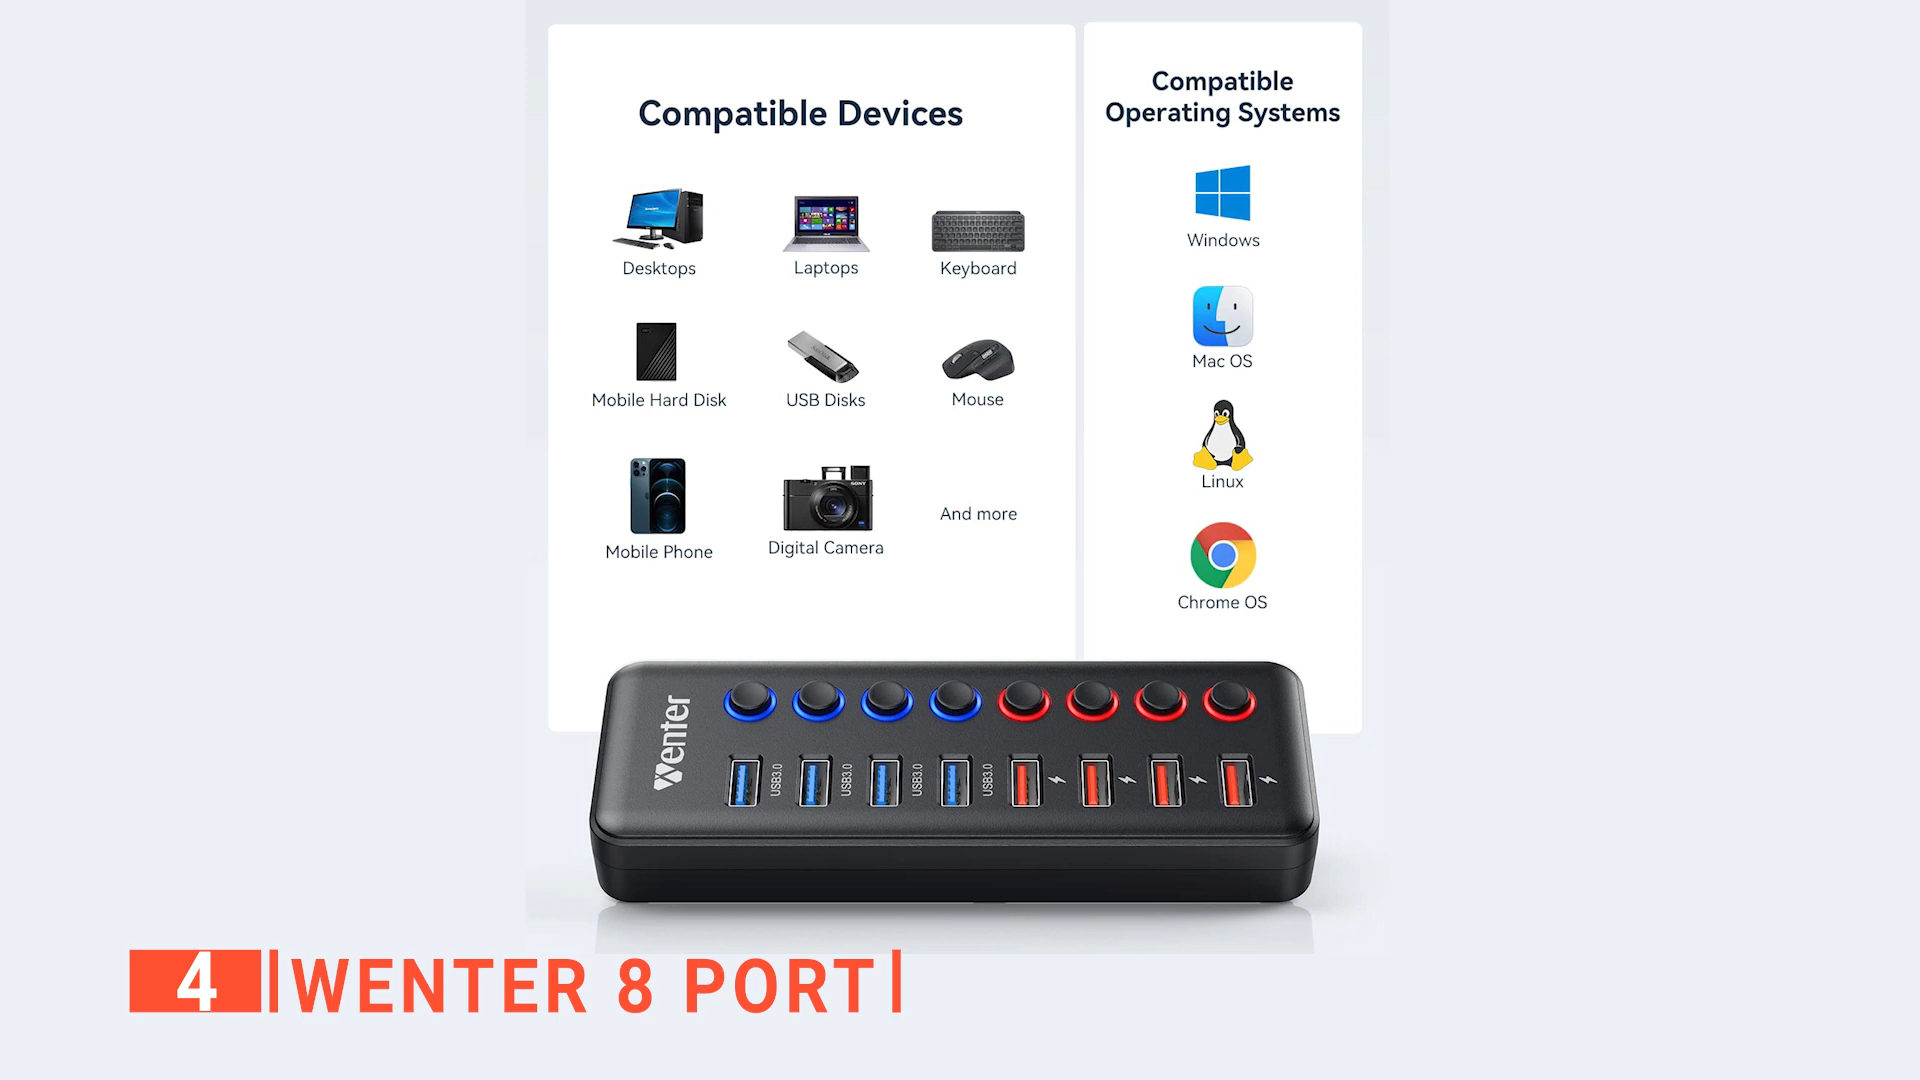 Compatible Devices
Desktops
Laptops
Keyboard
Mobile Hard Disk
USB Disks
Mouse
Mobile Phone
SONY
Digital Camera
And more
Compatible
Operating Systems
Windows
Mac OS
Linux
Chrome OS
Wenter
USB3.0
USB3.0
USB3.0
USB3.0
4
WENTER 8 PORT